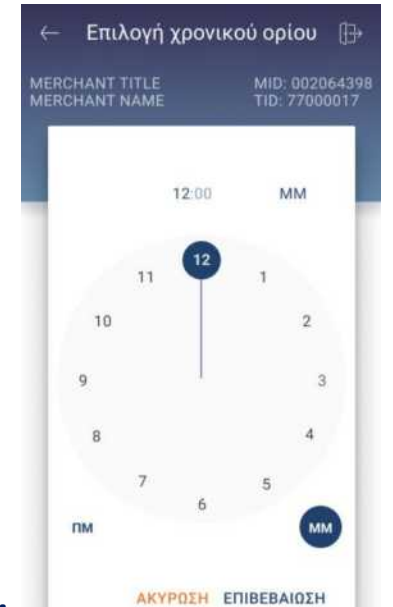 Επιλογή χρονικού ορίου
MERCHANT TITLE MID: 002064398
MERCHANT NAME TID: 77000017
12:00 ΜΜ
12
11 1
10 2
9 3
8 4
7 5
6
ΠΜ ΜΜ
ΑΚΥΡΩΣΗ ΕΠΙΒΕΒΑΙΩΣΗ